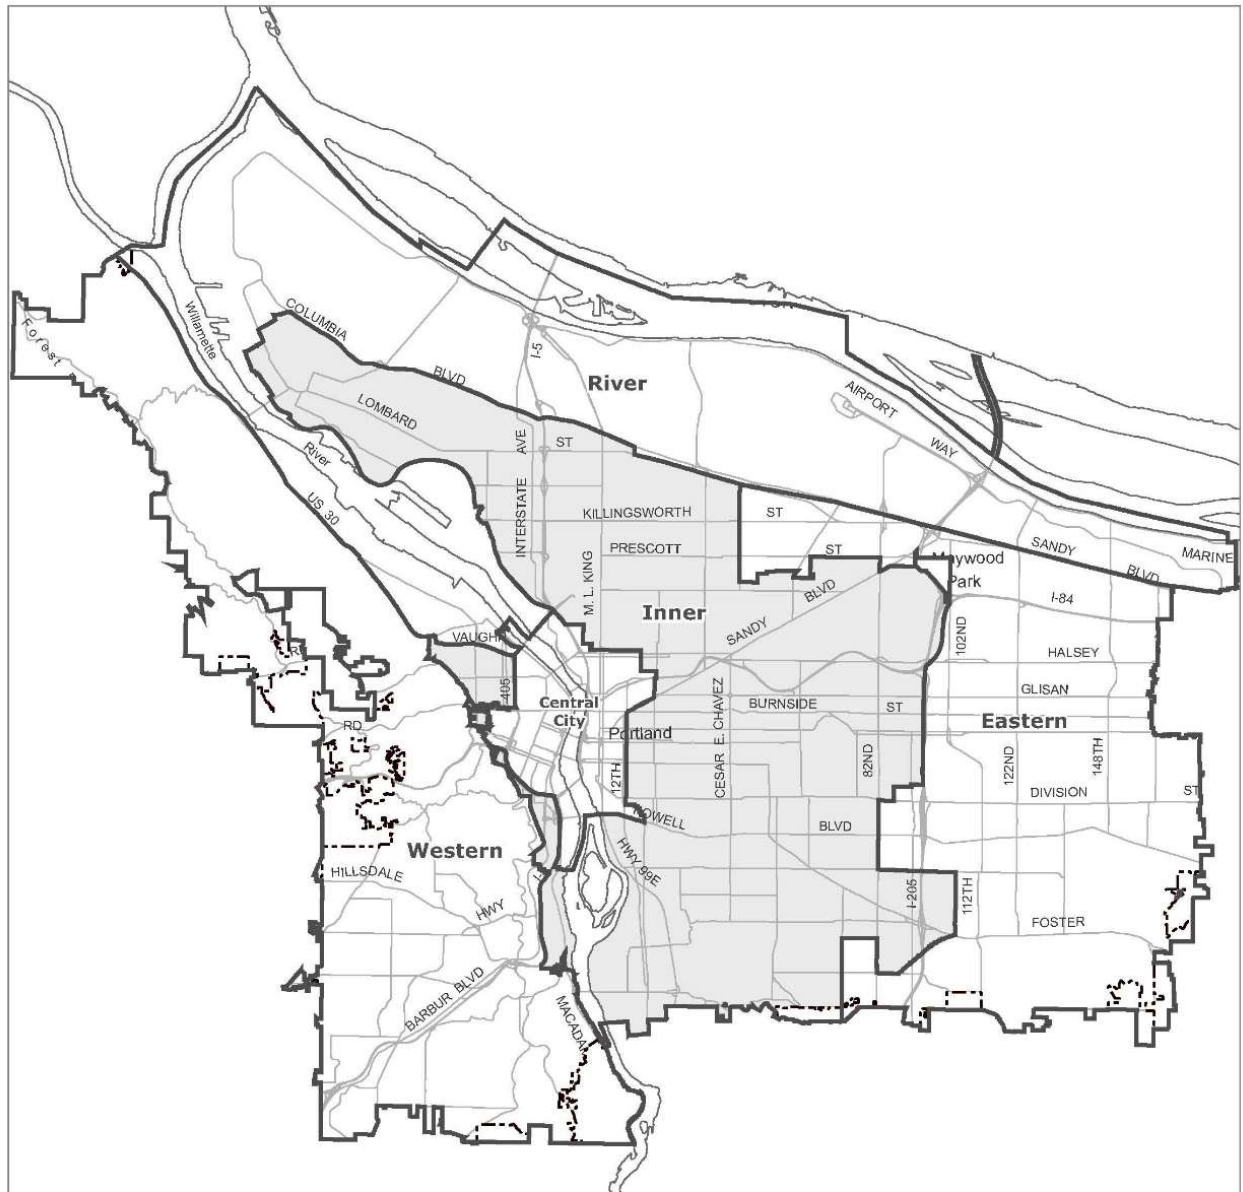 COLUMBIA
Willamette
Forest
I-5
BLVD
River
AIRPORT
LOMBARD
AVE
ST
WAY
River
INTERSTATE
US 30
KILLINGSWORTH
ST
SANDY
MARINE
PRESCOTT
ST
BLVD
Park
M. L. KING
BLVD
I-84
Inner
SANDY
102ND
HALSEY
405
GLISAN
Central
City
CESAR E. CHAVEZ
BURNSIDE
ST
Eastern
RD
Portland
12TH
82ND
122ND
148TH
DIVISION
ST
BLVD
Western
HILLSDALE
HWY 99E
I-205
112TH
HWY
FOSTER
BARBUR BLVD